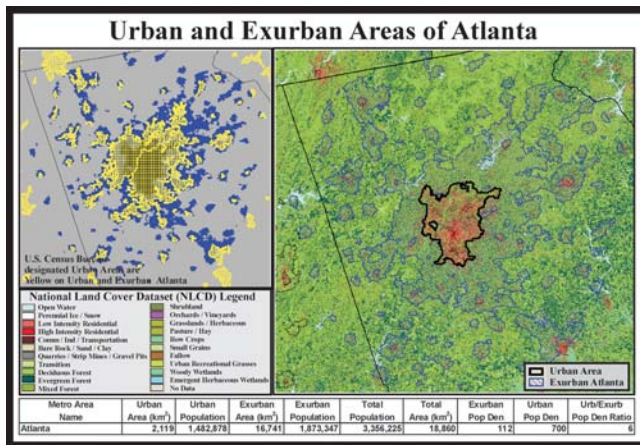 Urban and Exurban Areas of Atlanta
U.S. Census Bureau
designated Urban Areas are
Yellow on Urban and Exurban Atlanta
National Land Cover Dataset (NLCD) Legend
Open Water
Perennial Ice / Snow
Low Intensity Residential
High Intensity Residential
Comm / Ind / Transportation
Bare Rock / Sand / Clay
Quarries / Strip Mines / Gravel Pits
Transition
Deciduous Forest
Evergreen Forest
Mixed Forest
Shrubland
Orchards / Vineyards
Grasslands / Herbaceous
Pasture / Hay
Row Crops
Small Grains
Fallow
Urban Recreational Grasses
Woody Wetlands
Emergent Herbaceous Wetlands
No Data
Urban Area
Exurban Atlanta
Metro Area Urban Urban Exurban Exurban Total Total Exurban Urban Urb/Exurb
Name Area (km²) Population Area (km²) Population Population Area (km²) Pop Den Pop Den Pop Den Ratio
Atlanta 2,119 1,482,878 16,741 1,873,347 3,356,225 18,860 112 700 6